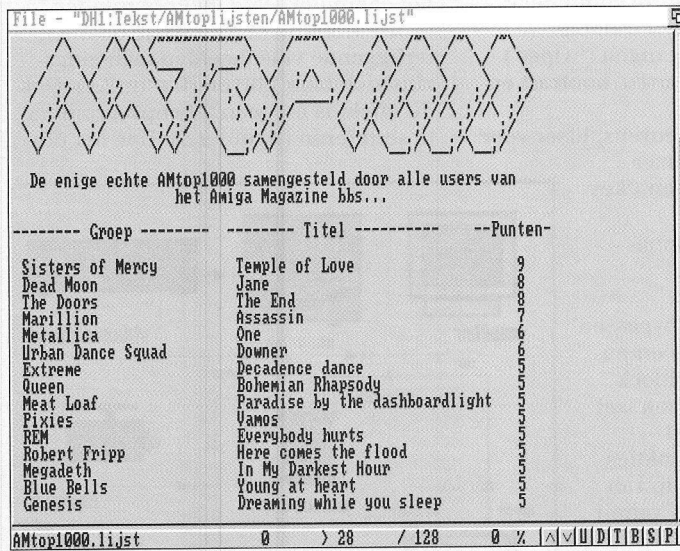 File - "DH1:Tekst/AMtoplijsten/AMtop1000.lijst"
De enige echte AMtop1000 samengesteld door alle users van
het Amiga Magazine bbs...
-------- Groep -------- -------- Titel ---------- --Punten-
Sisters of Mercy Temple of Love 9
Dead Moon Jane 8
The Doors The End 8
Marillion Assassin 7
Metallica One 6
Urban Dance Squad Downer 6
Extreme Decadence dance 5
Queen Bohemian Rhapsody 5
Meat Loaf Paradise by the dashboardlight 5
Pixies Vamos 5
REM Everybody hurts 5
Robert Fripp Here comes the flood 5
Megadeth In My Darkest Hour 5
Blue Bells Young at heart 5
Genesis Dreaming while you sleep 5
AMtop1000.lijst 0 > 28 / 128 0 % /\ \/ U D T B S P